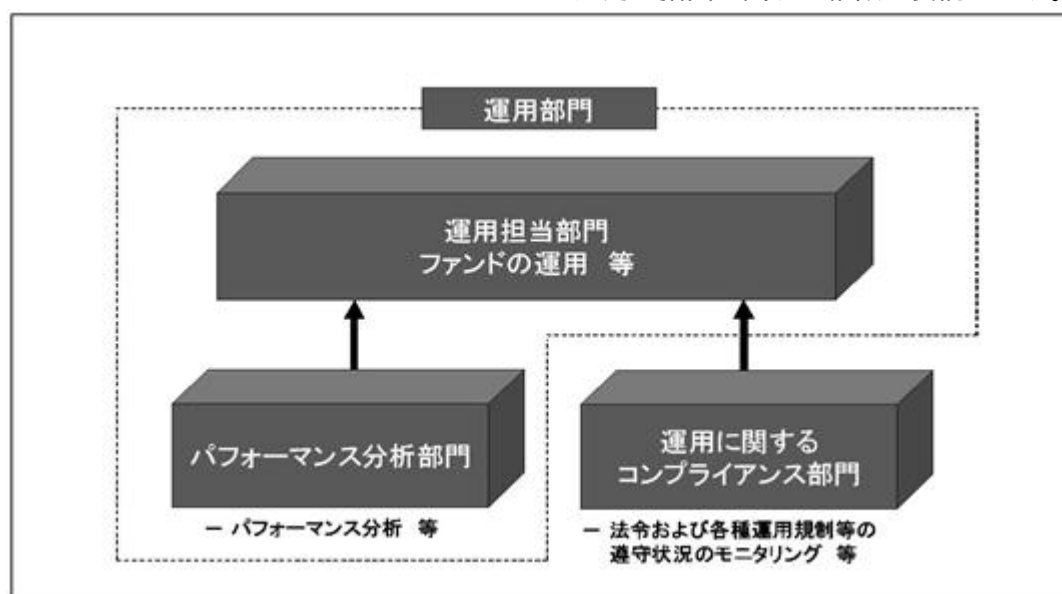 運用部門
運用担当部門
ファンドの運用 等
パフォーマンス分析部門
− パフォーマンス分析 等
運用に関する
コンプライアンス部門
− 法令および各種運用規制等の
遵守状況のモニタリング 等